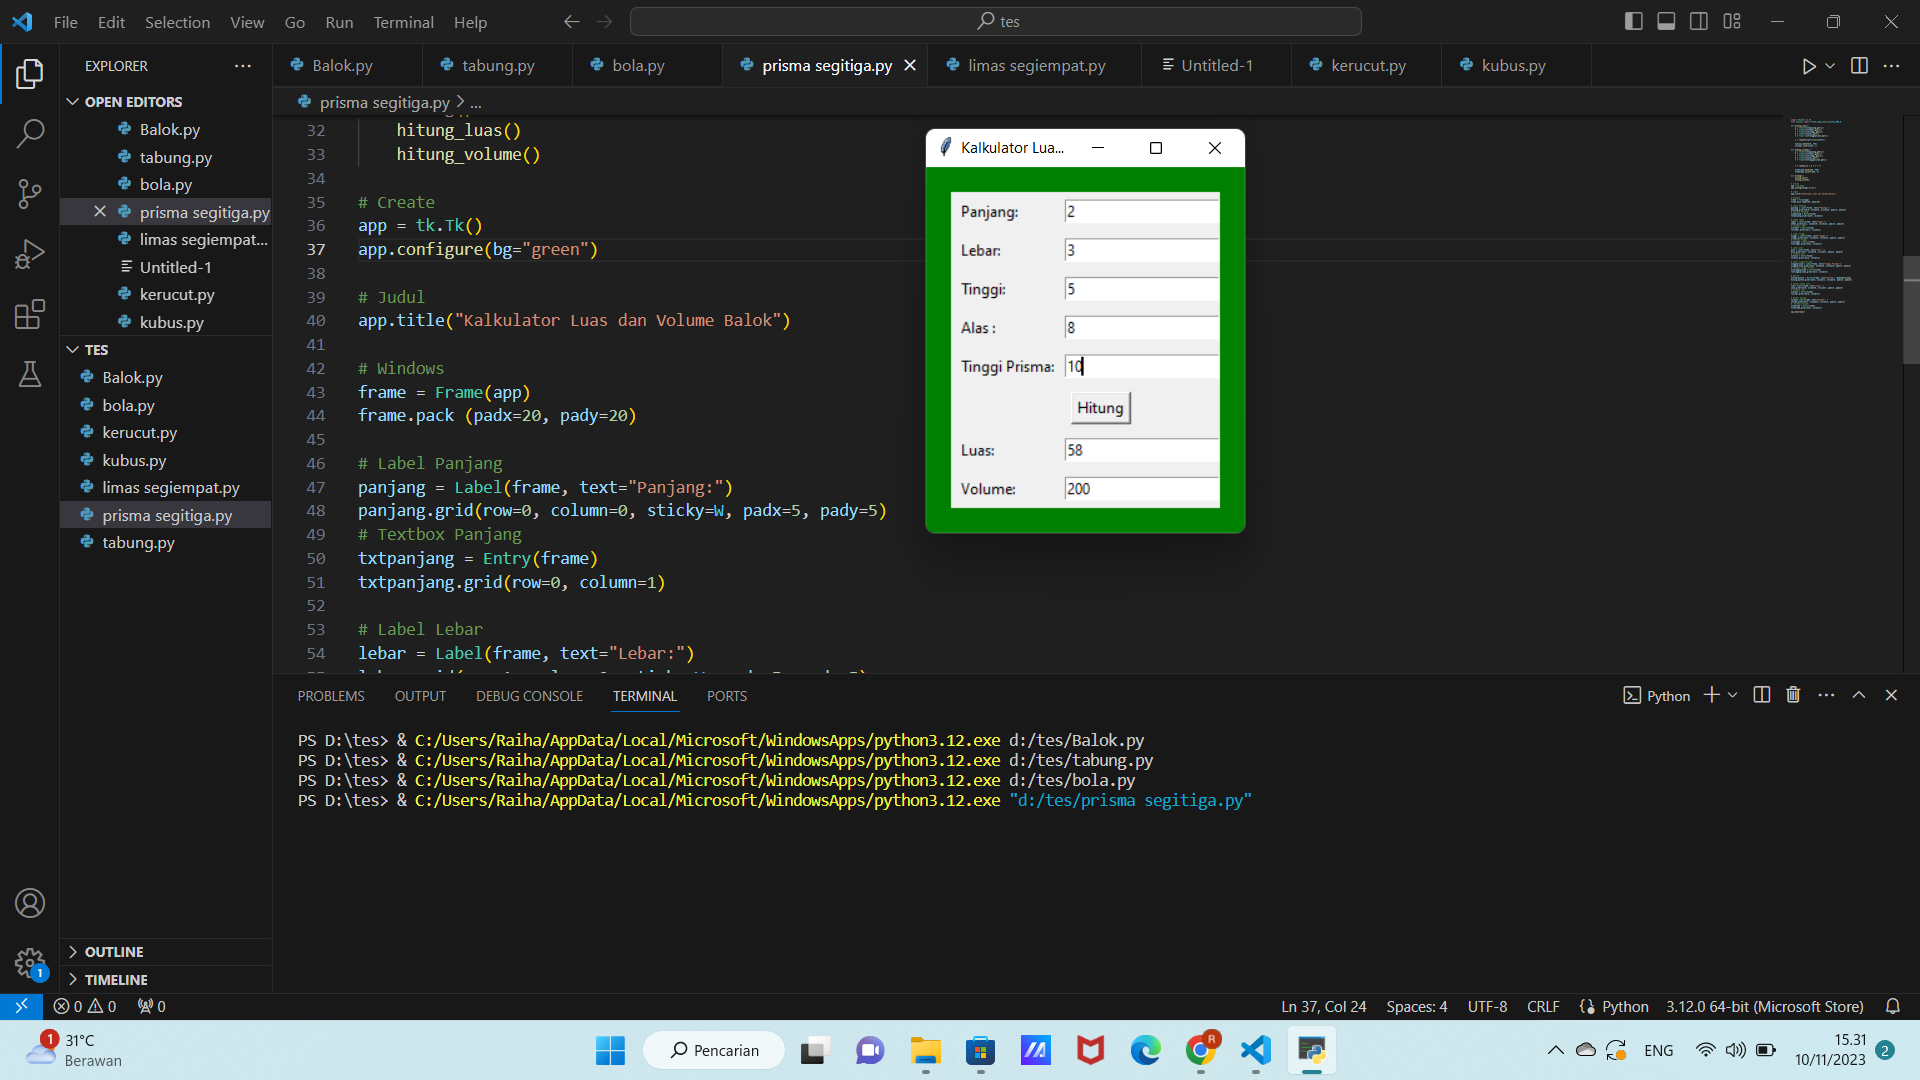 File Edit Selection View Go Run Terminal Help
tes
EXPLORER
Balok.py
tabung.py
bola.py
prisma segitiga.py
limas segiempat.py
Untitled-1
kerucut.py
kubus.py
OPEN EDITORS
Balok.py
tabung.py
bola.py
prisma segitiga.py
limas segiempat...
Untitled-1
kerucut.py
kubus.py
TES
Balok.py
bola.py
kerucut.py
kubus.py
limas segiempat.py
prisma segitiga.py
tabung.py
OUTLINE
TIMELINE
prisma segitiga.py > ...
32 hitung_luas()
33 hitung_volume()
34
35 # Create
36 app = tk.Tk()
37 app.configure(bg="green")
38
39 # Judul
40 app.title("Kalkulator Luas dan Volume Balok")
41
42 # Windows
43 frame = Frame(app)
44 frame.pack (padx=20, pady=20)
45
46 # Label Panjang
47 panjang = Label(frame, text="Panjang:")
48 panjang.grid(row=0, column=0, sticky=W, padx=5, pady=5)
49 # Textbox Panjang
50 txtpanjang = Entry(frame)
51 txtpanjang.grid(row=0, column=1)
52
53 # Label Lebar
54 lebar = Label(frame, text="Lebar:")
Kalkulator Lua...
Panjang: 2
Lebar: 3
Tinggi: 5
Alas : 8
Tinggi Prisma: 10
Hitung
Luas: 58
Volume: 200
PROBLEMS OUTPUT DEBUG CONSOLE TERMINAL PORTS
Python
PS D:\tes> & C:/Users/Raiha/AppData/Local/Microsoft/WindowsApps/python3.12.exe d:/tes/Balok.py
PS D:\tes> & C:/Users/Raiha/AppData/Local/Microsoft/WindowsApps/python3.12.exe d:/tes/tabung.py
PS D:\tes> & C:/Users/Raiha/AppData/Local/Microsoft/WindowsApps/python3.12.exe d:/tes/bola.py
PS D:\tes> & C:/Users/Raiha/AppData/Local/Microsoft/WindowsApps/python3.12.exe "d:/tes/prisma segitiga.py"
1
0 0 0
Ln 37, Col 24 Spaces: 4 UTF-8 CRLF Python 3.12.0 64-bit (Microsoft Store)
1
31°C
Berawan
Pencarian
R
ENG
15.31
10/11/2023
2